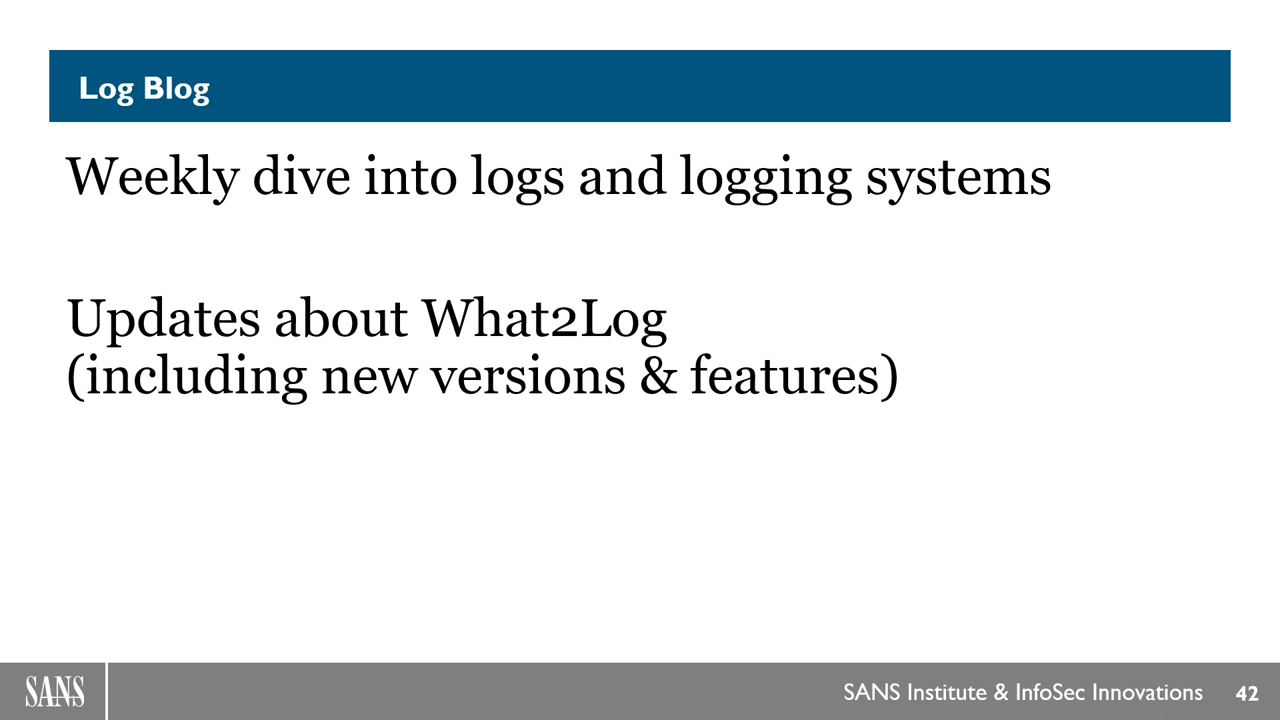 Log Blog
Weekly dive into logs and logging systems
Updates about What2Log
(including new versions & features)
SANS
SANS Institute & InfoSec Innovations
42